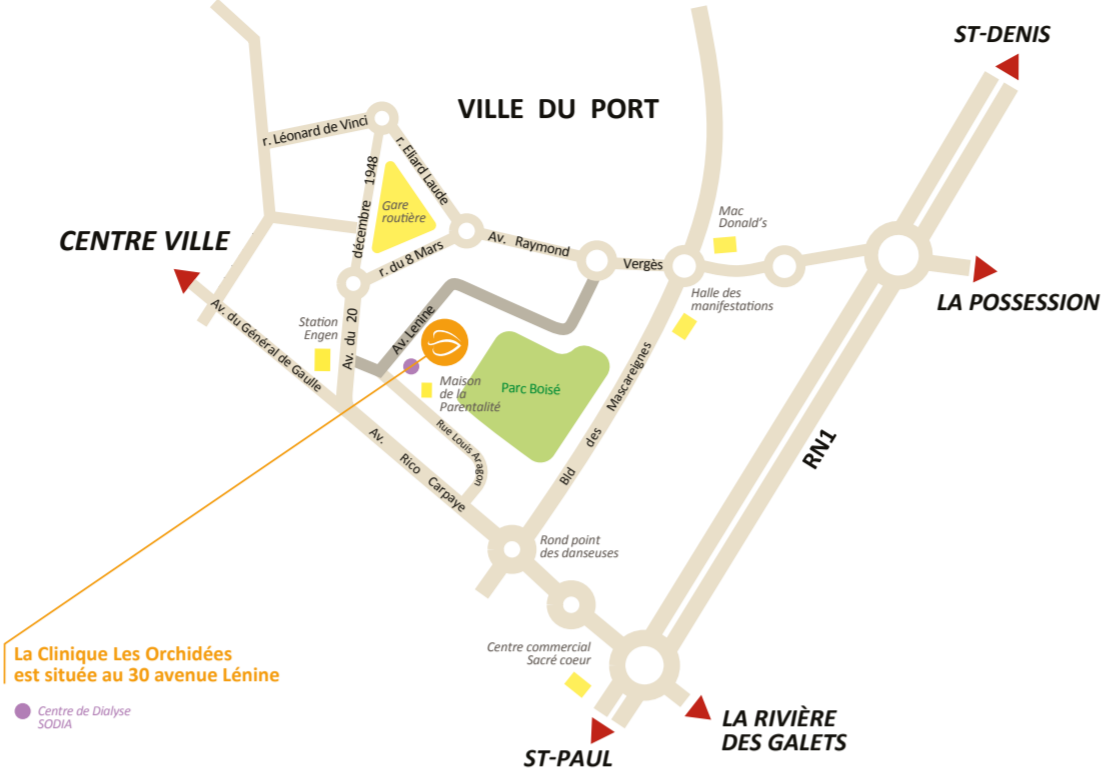 ST-DENIS
VILLE DU PORT
r. Léonard de Vinci
r. Eliard Laude
Av. du 20 décembre 1948
Gare
routière
CENTRE VILLE
r. du 8 Mars
Av. Raymond Vergès
Mac
Donald's
LA POSSESSION
Halle des
manifestations
Av. du Général de Gaulle
Station
Engen
Av. Lenine
Maison
de la
Parentalité
Parc Boisé
Bld des Mascareignes
Rue Louis Aragon
Av. Rico Carpaye
RN1
Rond point
des danseuses
Centre commercial
Sacré coeur
La Clinique Les Orchidées
est située au 30 avenue Lénine
Centre de Dialyse
SODIA
LA RIVIÈRE
DES GALETS
ST-PAUL